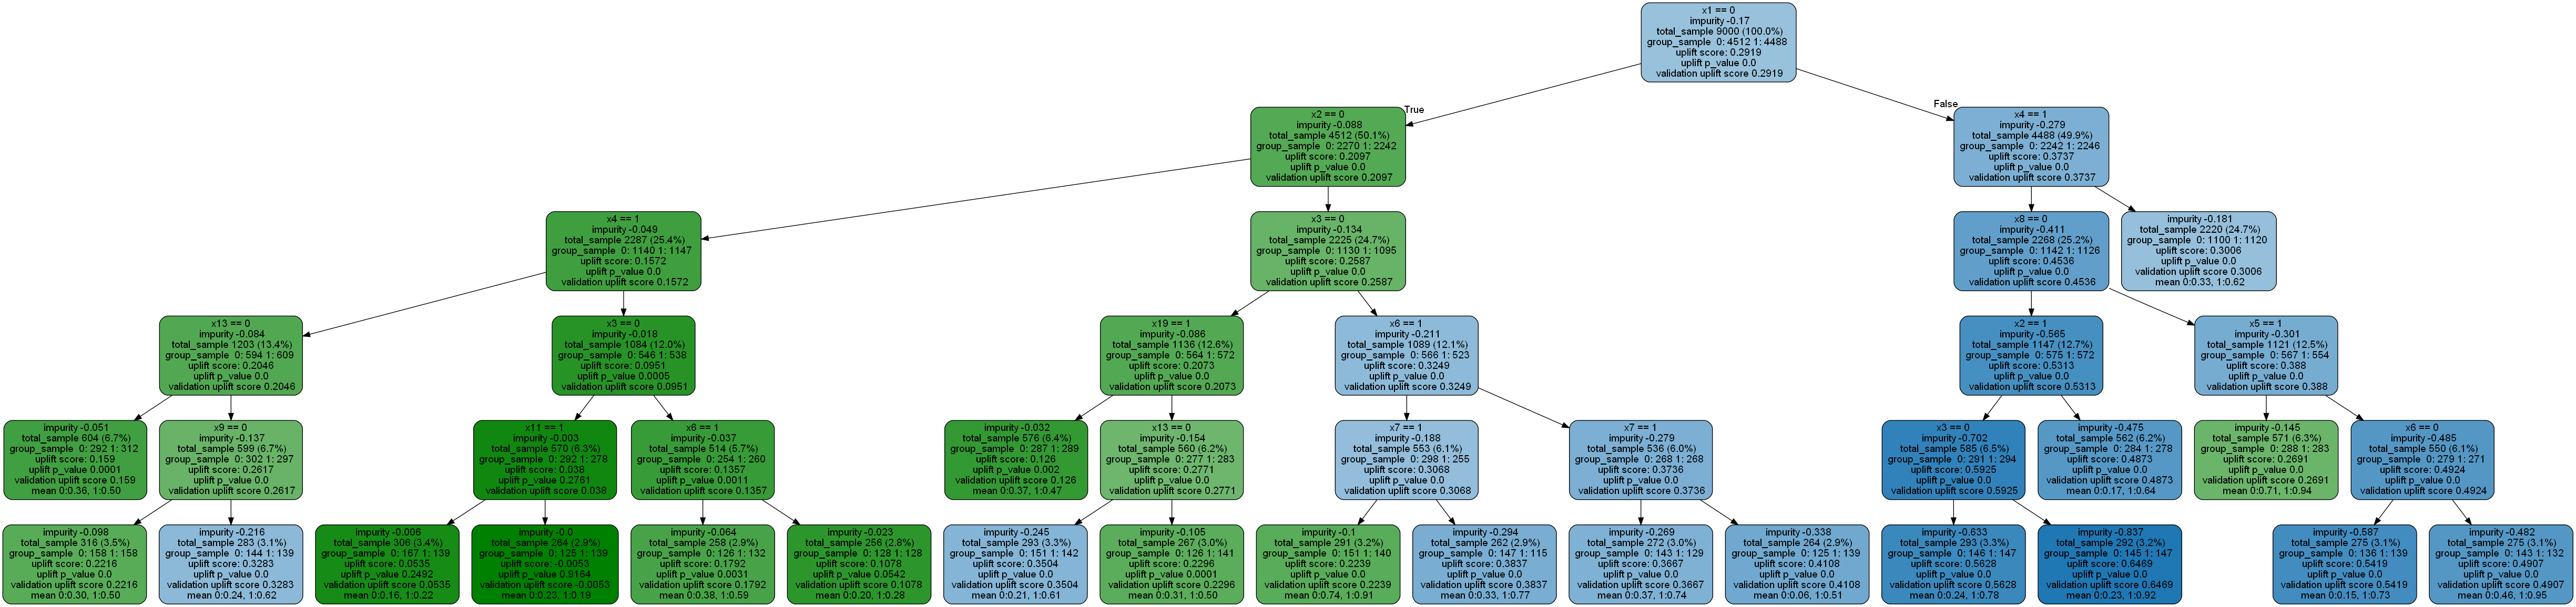 x1 == 0
impurity -0.17
total_sample 9000 (100.0%)
group_sample 0: 4512 1: 4488
uplift score: 0.2919
uplift p_value 0.0
validation uplift score 0.2919
True
False
x2 == 0
impurity -0.088
total_sample 4512 (50.1%)
group_sample 0: 2270 1: 2242
uplift score: 0.2097
uplift p_value 0.0
validation uplift score 0.2097
x4 == 1
impurity -0.279
total_sample 4488 (49.9%)
group_sample 0: 2242 1: 2246
uplift score: 0.3737
uplift p_value 0.0
validation uplift score 0.3737
x4 == 1
impurity -0.049
total_sample 2287 (25.4%)
group_sample 0: 1140 1: 1147
uplift score: 0.1572
uplift p_value 0.0
validation uplift score 0.1572
x3 == 0
impurity -0.134
total_sample 2225 (24.7%)
group_sample 0: 1130 1: 1095
uplift score: 0.2587
uplift p_value 0.0
validation uplift score 0.2587
x8 == 0
impurity -0.411
total_sample 2268 (25.2%)
group_sample 0: 1142 1: 1126
uplift score: 0.4536
uplift p_value 0.0
validation uplift score 0.4536
impurity -0.181
total_sample 2220 (24.7%)
group_sample 0: 1100 1: 1120
uplift score: 0.3006
uplift p_value 0.0
validation uplift score 0.3006
mean 0:0.33, 1:0.62
x13 == 0
impurity -0.084
total_sample 1203 (13.4%)
group_sample 0: 594 1: 609
uplift score: 0.2046
uplift p_value 0.0
validation uplift score 0.2046
x3 == 0
impurity -0.018
total_sample 1084 (12.0%)
group_sample 0: 546 1: 538
uplift score: 0.0951
uplift p_value 0.0005
validation uplift score 0.0951
x19 == 1
impurity -0.086
total_sample 1136 (12.6%)
group_sample 0: 564 1: 572
uplift score: 0.2073
uplift p_value 0.0
validation uplift score 0.2073
x6 == 1
impurity -0.211
total_sample 1089 (12.1%)
group_sample 0: 566 1: 523
uplift score: 0.3249
uplift p_value 0.0
validation uplift score 0.3249
x2 == 1
impurity -0.565
total_sample 1147 (12.7%)
group_sample 0: 575 1: 572
uplift score: 0.5313
uplift p_value 0.0
validation uplift score 0.5313
x5 == 1
impurity -0.301
total_sample 1121 (12.5%)
group_sample 0: 567 1: 554
uplift score: 0.388
uplift p_value 0.0
validation uplift score 0.388
impurity -0.051
total_sample 604 (6.7%)
group_sample 0: 292 1: 312
uplift score: 0.159
uplift p_value 0.0001
validation uplift score 0.159
mean 0:0.36, 1:0.50
x9 == 0
impurity -0.137
total_sample 599 (6.7%)
group_sample 0: 302 1: 297
uplift score: 0.2617
uplift p_value 0.0
validation uplift score 0.2617
x11 == 1
impurity -0.003
total_sample 570 (6.3%)
group_sample 0: 292 1: 278
uplift score: 0.038
uplift p_value 0.2761
validation uplift score 0.038
x6 == 1
impurity -0.037
total_sample 514 (5.7%)
group_sample 0: 254 1: 260
uplift score: 0.1357
uplift p_value 0.0011
validation uplift score 0.1357
impurity -0.032
total_sample 576 (6.4%)
group_sample 0: 287 1: 289
uplift score: 0.126
uplift p_value 0.002
validation uplift score 0.126
mean 0:0.37, 1:0.47
x13 == 0
impurity -0.154
total_sample 560 (6.2%)
group_sample 0: 277 1: 283
uplift score: 0.2771
uplift p_value 0.0
validation uplift score 0.2771
x7 == 1
impurity -0.188
total_sample 553 (6.1%)
group_sample 0: 298 1: 255
uplift score: 0.3068
uplift p_value 0.0
validation uplift score 0.3068
x7 == 1
impurity -0.279
total_sample 536 (6.0%)
group_sample 0: 268 1: 268
uplift score: 0.3736
uplift p_value 0.0
validation uplift score 0.3736
x3 == 0
impurity -0.702
total_sample 585 (6.5%)
group_sample 0: 291 1: 294
uplift score: 0.5925
uplift p_value 0.0
validation uplift score 0.5925
impurity -0.475
total_sample 562 (6.2%)
group_sample 0: 284 1: 278
uplift score: 0.4873
uplift p_value 0.0
validation uplift score 0.4873
mean 0:0.17, 1:0.64
impurity -0.145
total_sample 571 (6.3%)
group_sample 0: 288 1: 283
uplift score: 0.2691
uplift p_value 0.0
validation uplift score 0.2691
mean 0:0.71, 1:0.94
x6 == 0
impurity -0.485
total_sample 550 (6.1%)
group_sample 0: 279 1: 271
uplift score: 0.4924
uplift p_value 0.0
validation uplift score 0.4924
impurity -0.098
total_sample 316 (3.5%)
group_sample 0: 158 1: 158
uplift score: 0.2216
uplift p_value 0.0
validation uplift score 0.2216
mean 0:0.30, 1:0.50
impurity -0.216
total_sample 283 (3.1%)
group_sample 0: 144 1: 139
uplift score: 0.3283
uplift p_value 0.0
validation uplift score 0.3283
mean 0:0.24, 1:0.62
impurity -0.006
total_sample 306 (3.4%)
group_sample 0: 167 1: 139
uplift score: 0.0535
uplift p_value 0.2492
validation uplift score 0.0535
mean 0:0.16, 1:0.22
impurity -0.0
total_sample 264 (2.9%)
group_sample 0: 125 1: 139
uplift score: -0.0053
uplift p_value 0.9164
validation uplift score -0.0053
mean 0:0.23, 1:0.19
impurity -0.064
total_sample 258 (2.9%)
group_sample 0: 126 1: 132
uplift score: 0.1792
uplift p_value 0.0031
validation uplift score 0.1792
mean 0:0.38, 1:0.59
impurity -0.023
total_sample 256 (2.8%)
group_sample 0: 128 1: 128
uplift score: 0.1078
uplift p_value 0.0542
validation uplift score 0.1078
mean 0:0.20, 1:0.28
impurity -0.245
total_sample 293 (3.3%)
group_sample 0: 151 1: 142
uplift score: 0.3504
uplift p_value 0.0
validation uplift score 0.3504
mean 0:0.21, 1:0.61
impurity -0.105
total_sample 267 (3.0%)
group_sample 0: 126 1: 141
uplift score: 0.2296
uplift p_value 0.0001
validation uplift score 0.2296
mean 0:0.31, 1:0.50
impurity -0.1
total_sample 291 (3.2%)
group_sample 0: 151 1: 140
uplift score: 0.2239
uplift p_value 0.0
validation uplift score 0.2239
mean 0:0.74, 1:0.91
impurity -0.294
total_sample 262 (2.9%)
group_sample 0: 147 1: 115
uplift score: 0.3837
uplift p_value 0.0
validation uplift score 0.3837
mean 0:0.33, 1:0.77
impurity -0.269
total_sample 272 (3.0%)
group_sample 0: 143 1: 129
uplift score: 0.3667
uplift p_value 0.0
validation uplift score 0.3667
mean 0:0.37, 1:0.74
impurity -0.338
total_sample 264 (2.9%)
group_sample 0: 125 1: 139
uplift score: 0.4108
uplift p_value 0.0
validation uplift score 0.4108
mean 0:0.06, 1:0.51
impurity -0.633
total_sample 293 (3.3%)
group_sample 0: 146 1: 147
uplift score: 0.5628
uplift p_value 0.0
validation uplift score 0.5628
mean 0:0.24, 1:0.78
impurity -0.837
total_sample 292 (3.2%)
group_sample 0: 145 1: 147
uplift score: 0.6469
uplift p_value 0.0
validation uplift score 0.6469
mean 0:0.23, 1:0.92
impurity -0.587
total_sample 275 (3.1%)
group_sample 0: 136 1: 139
uplift score: 0.5419
uplift p_value 0.0
validation uplift score 0.5419
mean 0:0.15, 1:0.73
impurity -0.482
total_sample 275 (3.1%)
group_sample 0: 143 1: 132
uplift score: 0.4907
uplift p_value 0.0
validation uplift score 0.4907
mean 0:0.46, 1:0.95